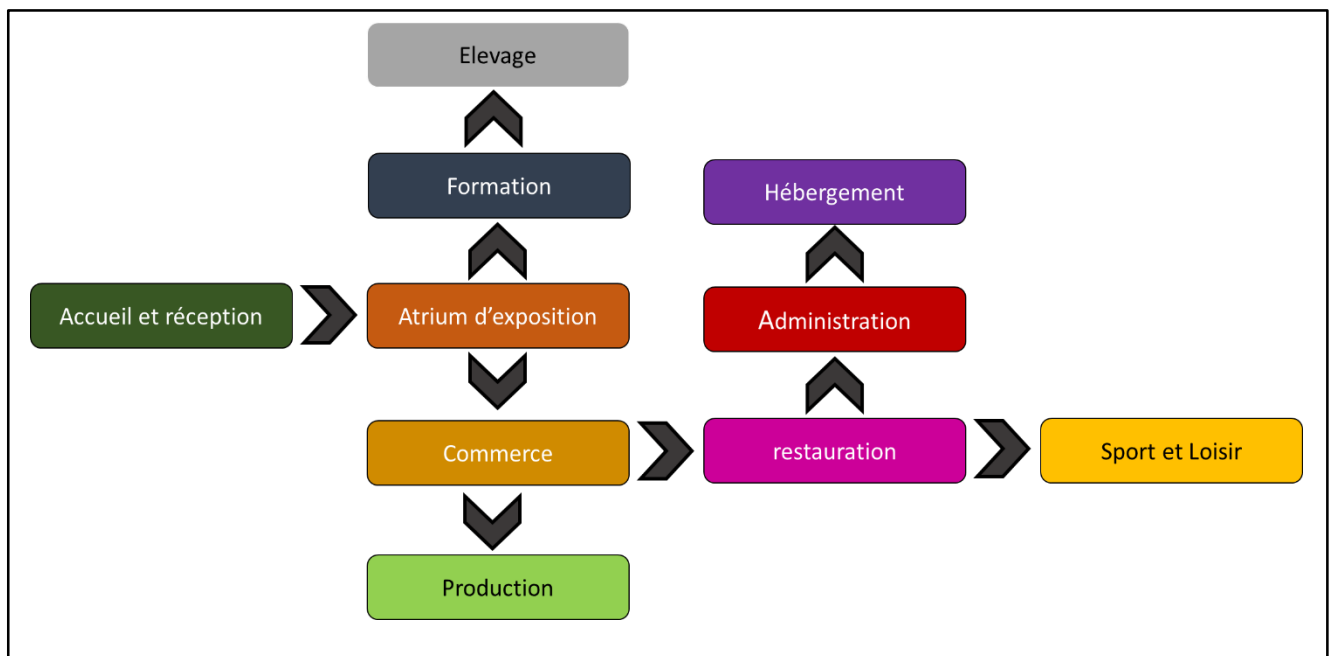 Elevage
Formation
Hébergement
Accueil et réception
Atrium d’exposition
Administration
Commerce
restauration
Sport et Loisir
Production